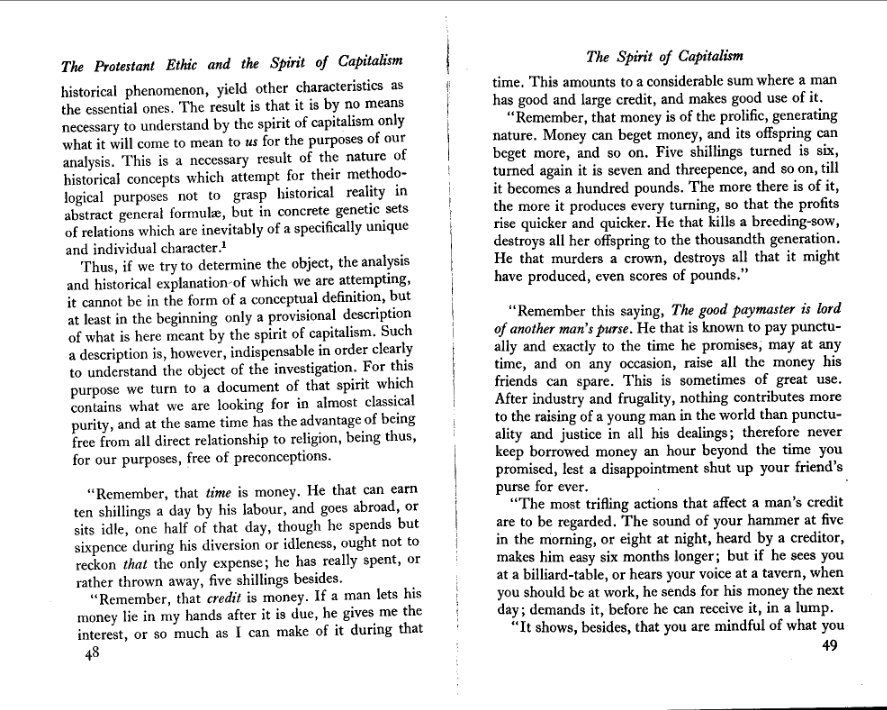 The Protestant Ethic and the Spirit of Capitalism
historical phenomenon, yield other characteristics as
the essential ones. The result is that it is by no means
necessary to understand by the spirit of capitalism only
what it will come to mean to us for the purposes of our
analysis. This is a necessary result of the nature of
historical concepts which attempt for their methodo-
logical purposes not to grasp historical reality in
abstract general formulæ, but in concrete genetic sets
of relations which are inevitably of a specifically unique
and individual character.¹
Thus, if we try to determine the object, the analysis
and historical explanation of which we are attempting,
it cannot be in the form of a conceptual definition, but
at least in the beginning only a provisional description
of what is here meant by the spirit of capitalism. Such
a description is, however, indispensable in order clearly
to understand the object of the investigation. For this
purpose we turn to a document of that spirit which
contains what we are looking for in almost classical
purity, and at the same time has the advantage of being
free from all direct relationship to religion, being thus,
for our purposes, free of preconceptions.
"Remember, that time is money. He that can earn
ten shillings a day by his labour, and goes abroad, or
sits idle, one half of that day, though he spends but
sixpence during his diversion or idleness, ought not to
reckon that the only expense; he has really spent, or
rather thrown away, five shillings besides.
"Remember, that credit is money. If a man lets his
money lie in my hands after it is due, he gives me the
interest, or so much as I can make of it during that
48
The Spirit of Capitalism
time. This amounts to a considerable sum where a man
has good and large credit, and makes good use of it.
"Remember, that money is of the prolific, generating
nature. Money can beget money, and its offspring can
beget more, and so on. Five shillings turned is six,
turned again it is seven and threepence, and so on, till
it becomes a hundred pounds. The more there is of it,
the more it produces every turning, so that the profits
rise quicker and quicker. He that kills a breeding-sow,
destroys all her offspring to the thousandth generation.
He that murders a crown, destroys all that it might
have produced, even scores of pounds."
"Remember this saying, The good paymaster is lord
of another man's purse. He that is known to pay punctu-
ally and exactly to the time he promises, may at any
time, and on any occasion, raise all the money his
friends can spare. This is sometimes of great use.
After industry and frugality, nothing contributes more
to the raising of a young man in the world than punctu-
ality and justice in all his dealings; therefore never
keep borrowed money an hour beyond the time you
promised, lest a disappointment shut up your friend's
purse for ever.
"The most trifling actions that affect a man's credit
are to be regarded. The sound of your hammer at five
in the morning, or eight at night, heard by a creditor,
makes him easy six months longer; but if he sees you
at a billiard-table, or hears your voice at a tavern, when
you should be at work, he sends for his money the next
day; demands it, before he can receive it, in a lump.
"It shows, besides, that you are mindful of what you
49